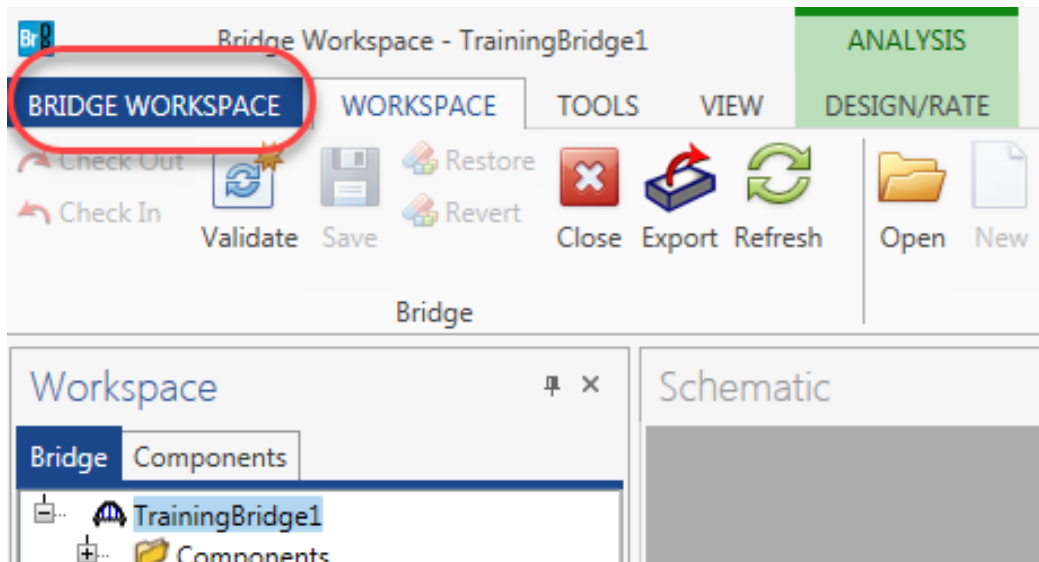 Br Bridge Workspace - TrainingBridge1 ANALYSIS
BRIDGE WORKSPACE WORKSPACE TOOLS VIEW DESIGN/RATE
Check Out Restore
Check In Revert
Validate Save Close Export Refresh Open New
Bridge
Workspace Schematic
Bridge Components
TrainingBridge1
Components